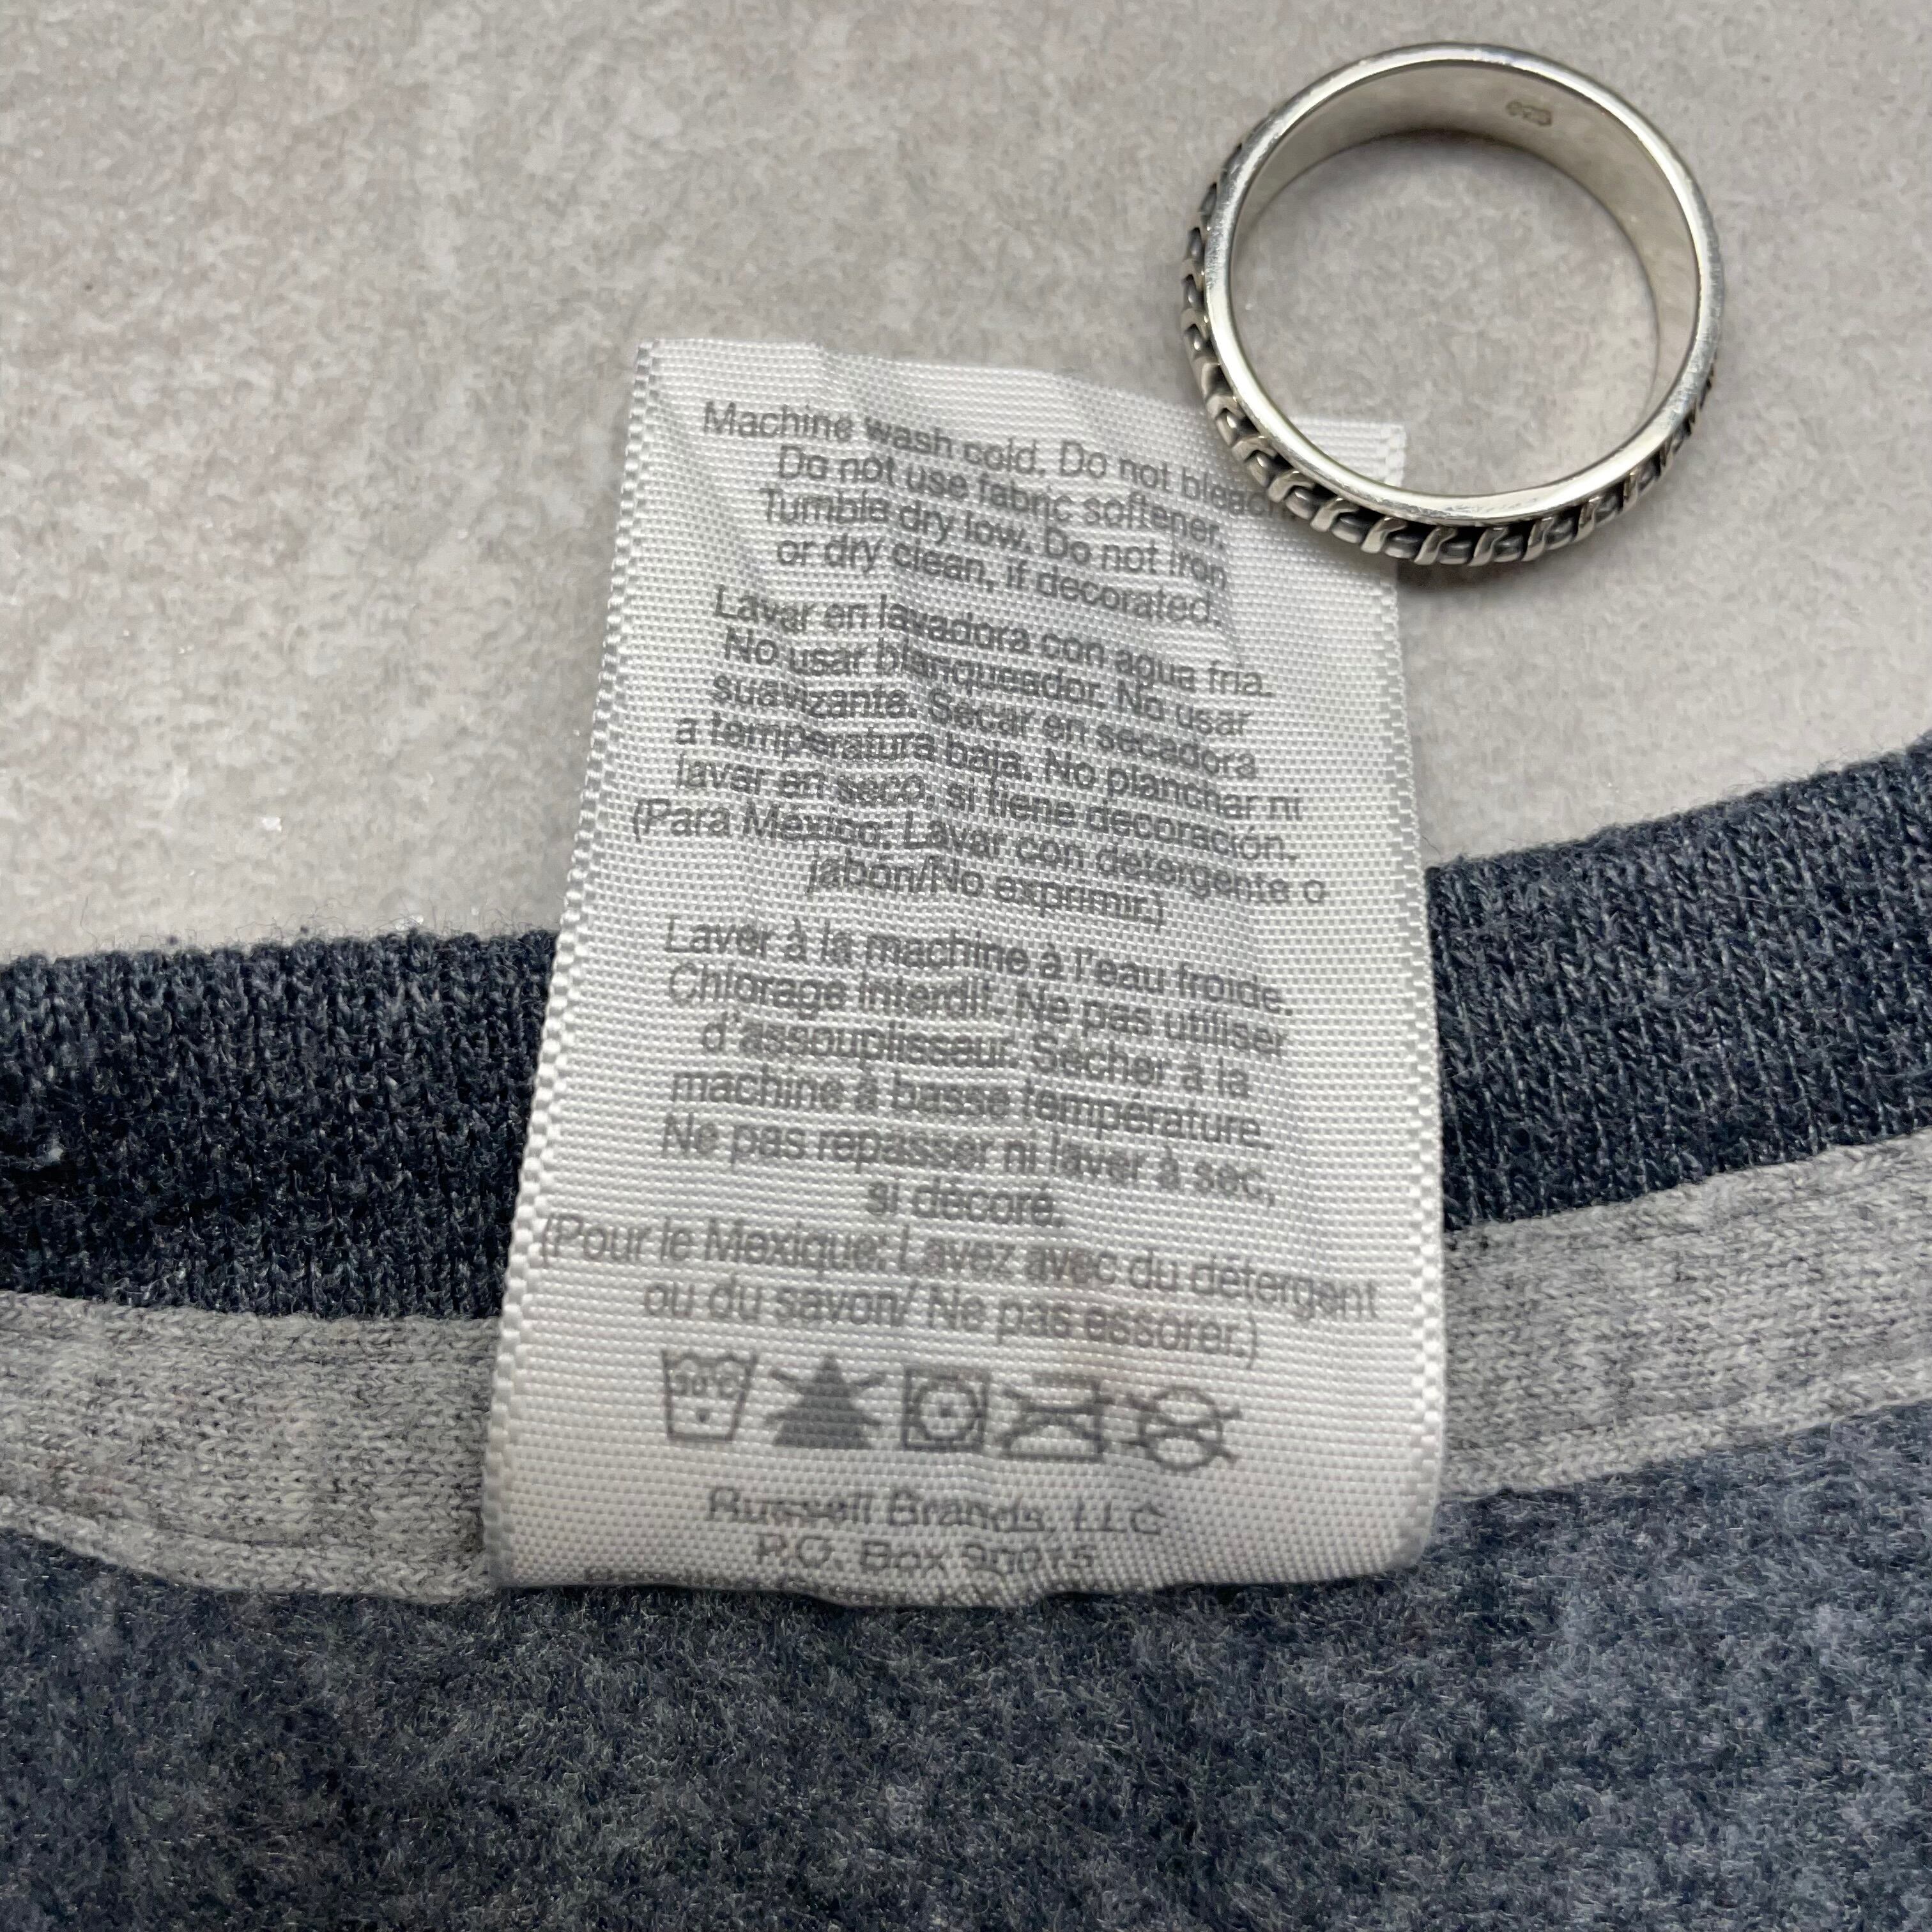 Machine wash cold. Do not bleac
Do not use fabric softener.
Tumble dry low. Do not iron
or dry clean, if decorated.
Lavar en lavadora con agua fria.
No usar blanqueador. No usar
suavizante. Secar en secadora
a temperatura baja. No planchar ni
lavar en seco, si tiene decoración.
(Para México: Lavar con detergente o
jabon/No exprimir.)
Laver à la machine à l'eau froide.
Chlorage interdit. Ne pas utiliser
d'assouplisseur. Sécher à la
machine à basse température.
Ne pas repasser ni laver à sec,
si décoré.
(Pour le Mexique: Lavez avec du détergent
ou du savon/ Ne pas essorer.)
30°C
Russell Brands, LLC
P.O. Box 90015
925